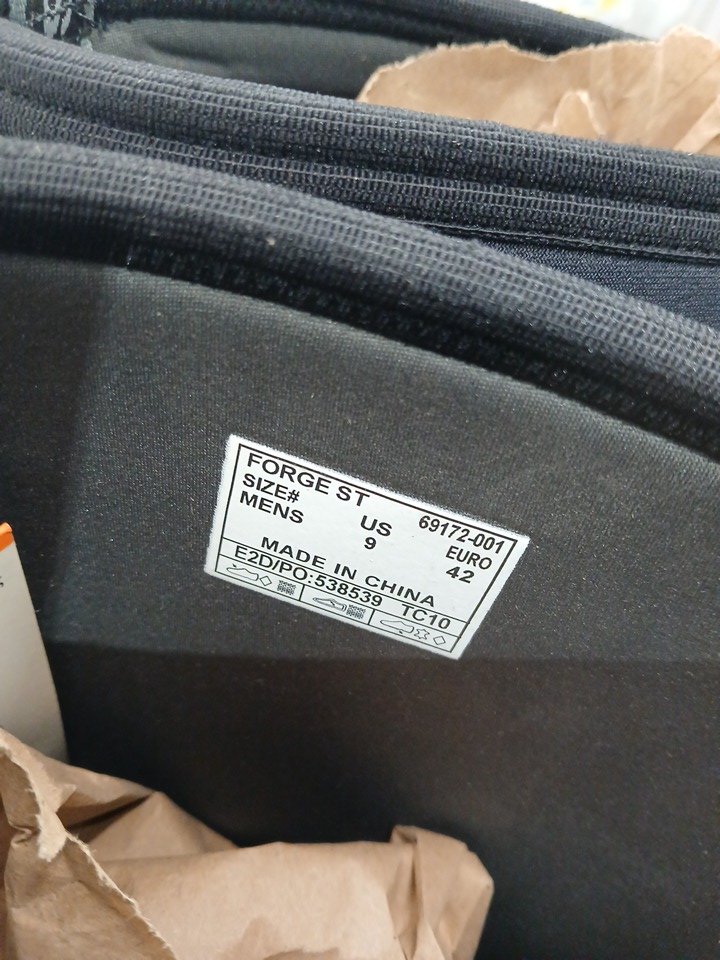 FORGE ST 69172-001
SIZE# US EURO
MENS 9 42
MADE IN CHINA
E2D/PO:538539 TC10